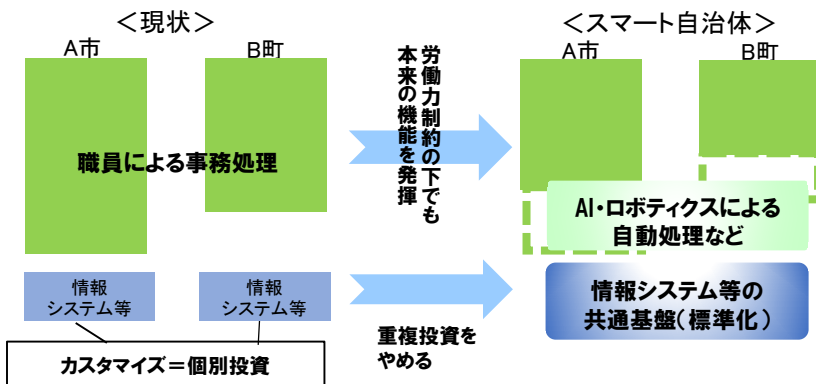 ＜現状＞
A市
B町
職員による事務処理
情報
システム等
情報
システム等
カスタマイズ＝個別投資
労働力制約の下でも
本来の機能を発揮
重複投資を
やめる
＜スマート自治体＞
A市
B町
AI・ロボティクスによる
自動処理など
情報システム等の
共通基盤（標準化）